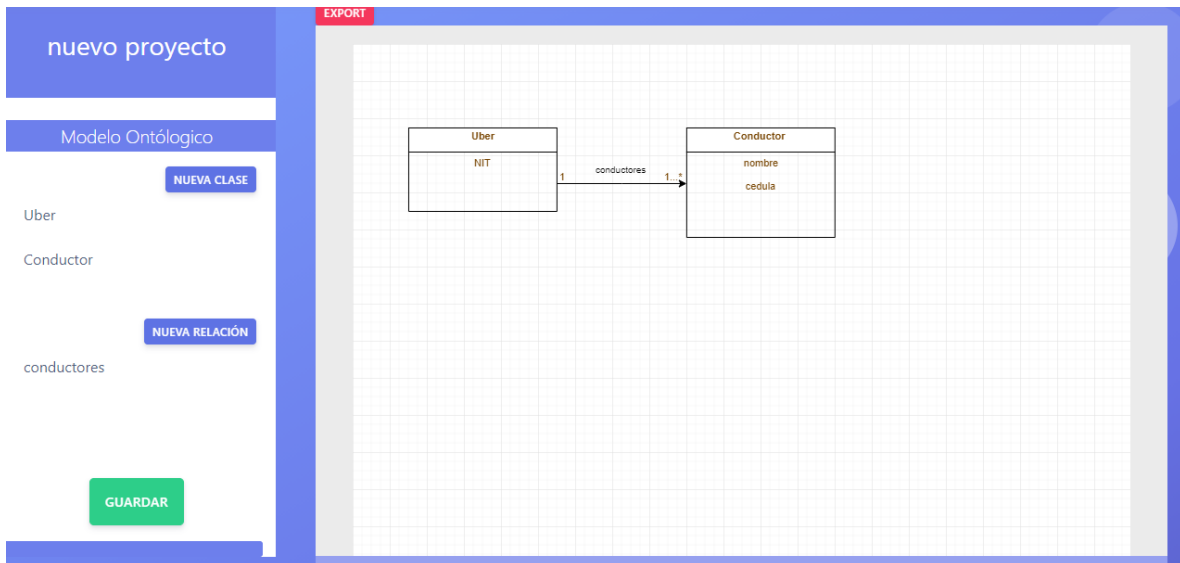 EXPORT
nuevo proyecto
Modelo Ontólogico
NUEVA CLASE
Uber
Conductor
NUEVA RELACIÓN
conductores
GUARDAR
Uber
NIT
1
conductores
1...*
Conductor
nombre
cedula